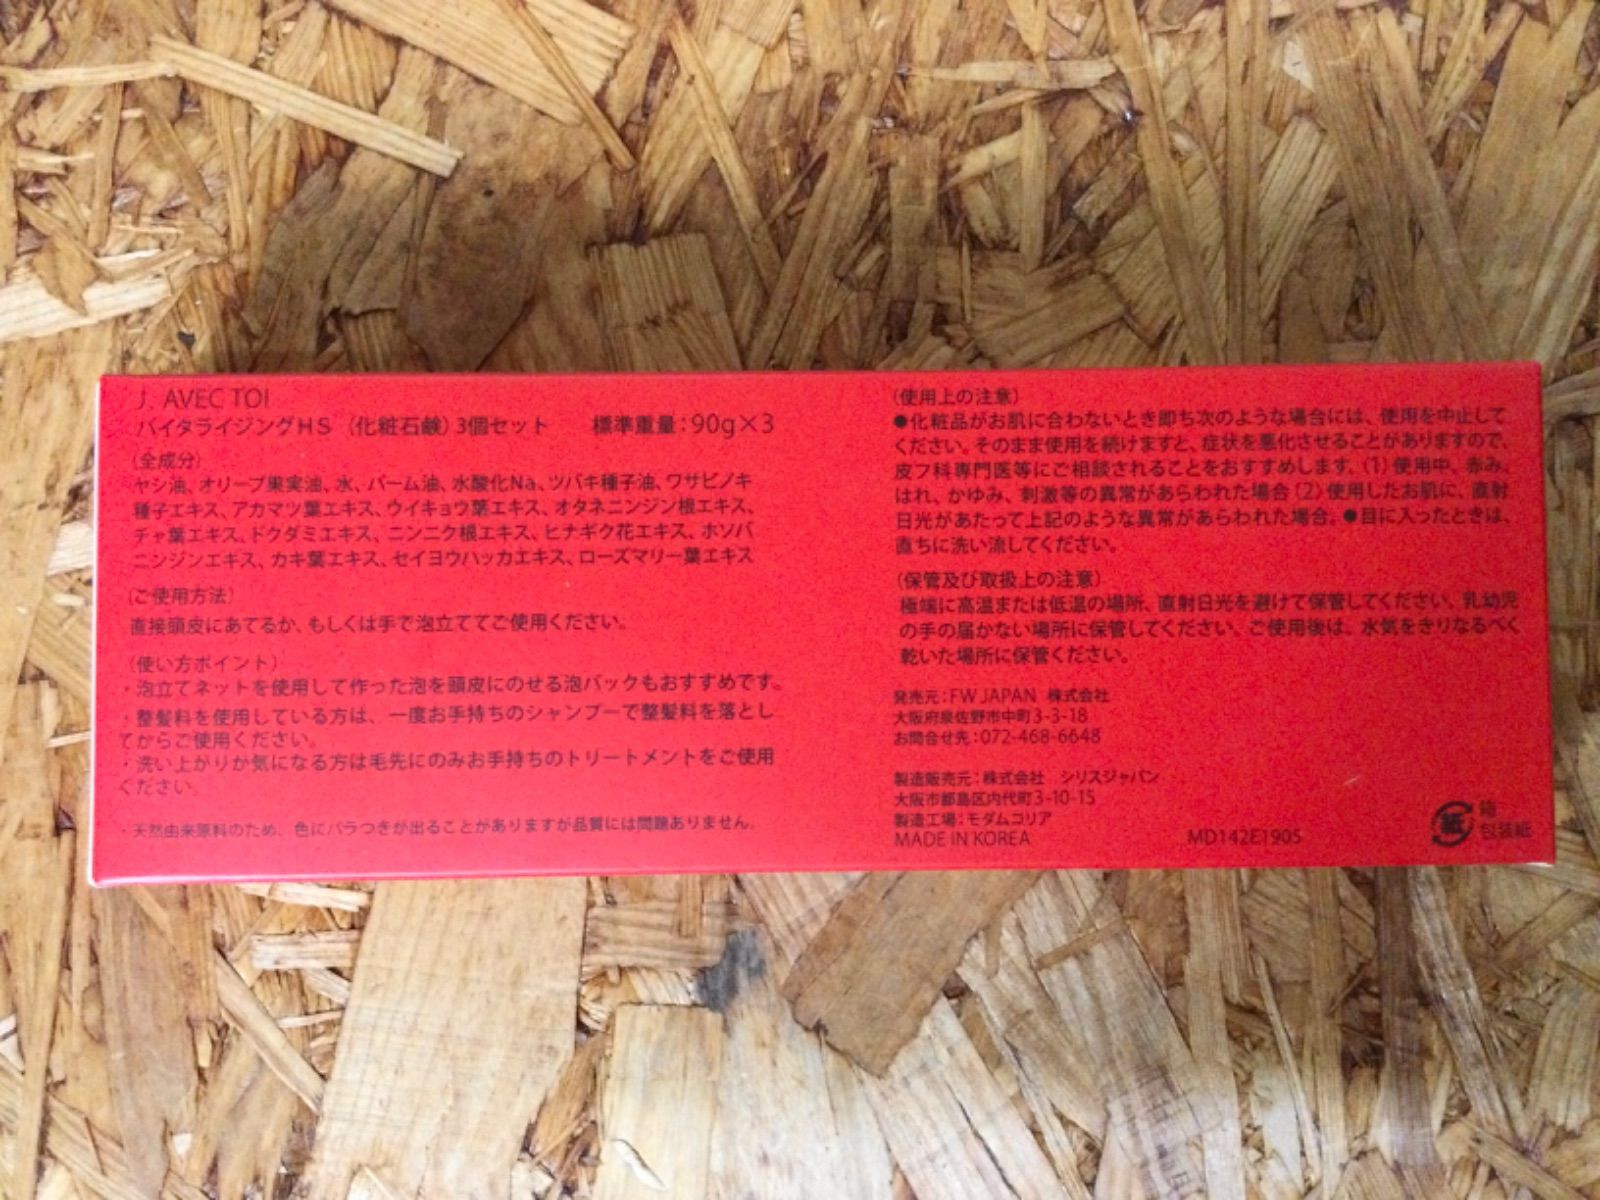 J. AVEC TOI
バイタライジングHS（化粧石鹸）3個セット　標準重量：90g×3
（全成分）
ヤシ油、オリーブ果実油、水、パーム油、水酸化Na、ツバキ種子油、ワサビノキ
種子エキス、アカマツ葉エキス、ウイキョウ葉エキス、オタネニンジン根エキス、
チャ葉エキス、ドクダミエキス、ニンニク根エキス、ヒナギク花エキス、ホソバ
ニンジンエキス、カキ葉エキス、セイヨウハッカエキス、ローズマリー葉エキス
（ご使用方法）
直接頭皮にあてるか、もしくは手で泡立ててご使用ください。
（使い方ポイント）
・泡立てネットを使用して作った泡を頭皮にのせる泡パックもおすすめです。
・整髪料を使用している方は、一度お手持ちのシャンプーで整髪料を落とし
てからご使用ください。
・洗い上がりが気になる方は毛先にのみお手持ちのトリートメントをご使用
ください。
・天然由来原料のため、色にバラつきが出ることがありますが品質には問題ありません。
（使用上の注意）
●化粧品がお肌に合わないとき即ち次のような場合には、使用を中止して
ください。そのまま使用を続けますと、症状を悪化させることがありますので、
皮フ科専門医等にご相談されることをおすすめします。（1）使用中、赤み、
はれ、かゆみ、刺激等の異常があらわれた場合（2）使用したお肌に、直射
日光があたって上記のような異常があらわれた場合。●目に入ったときは、
直ちに洗い流してください。
（保管及び取扱上の注意）
極端に高温または低温の場所、直射日光を避けて保管してください。乳幼児
の手の届かない場所に保管してください。ご使用後は、水気をきりなるべく
乾いた場所に保管ください。
発売元：FW JAPAN 株式会社
大阪府泉佐野市中町3-3-18
お問合せ先：072-468-6648
製造販売元：株式会社　シリスジャパン
大阪市都島区内代町3-10-15
製造工場：モダムコリア
MADE IN KOREA　MD142E1905
紙
箱
包装紙